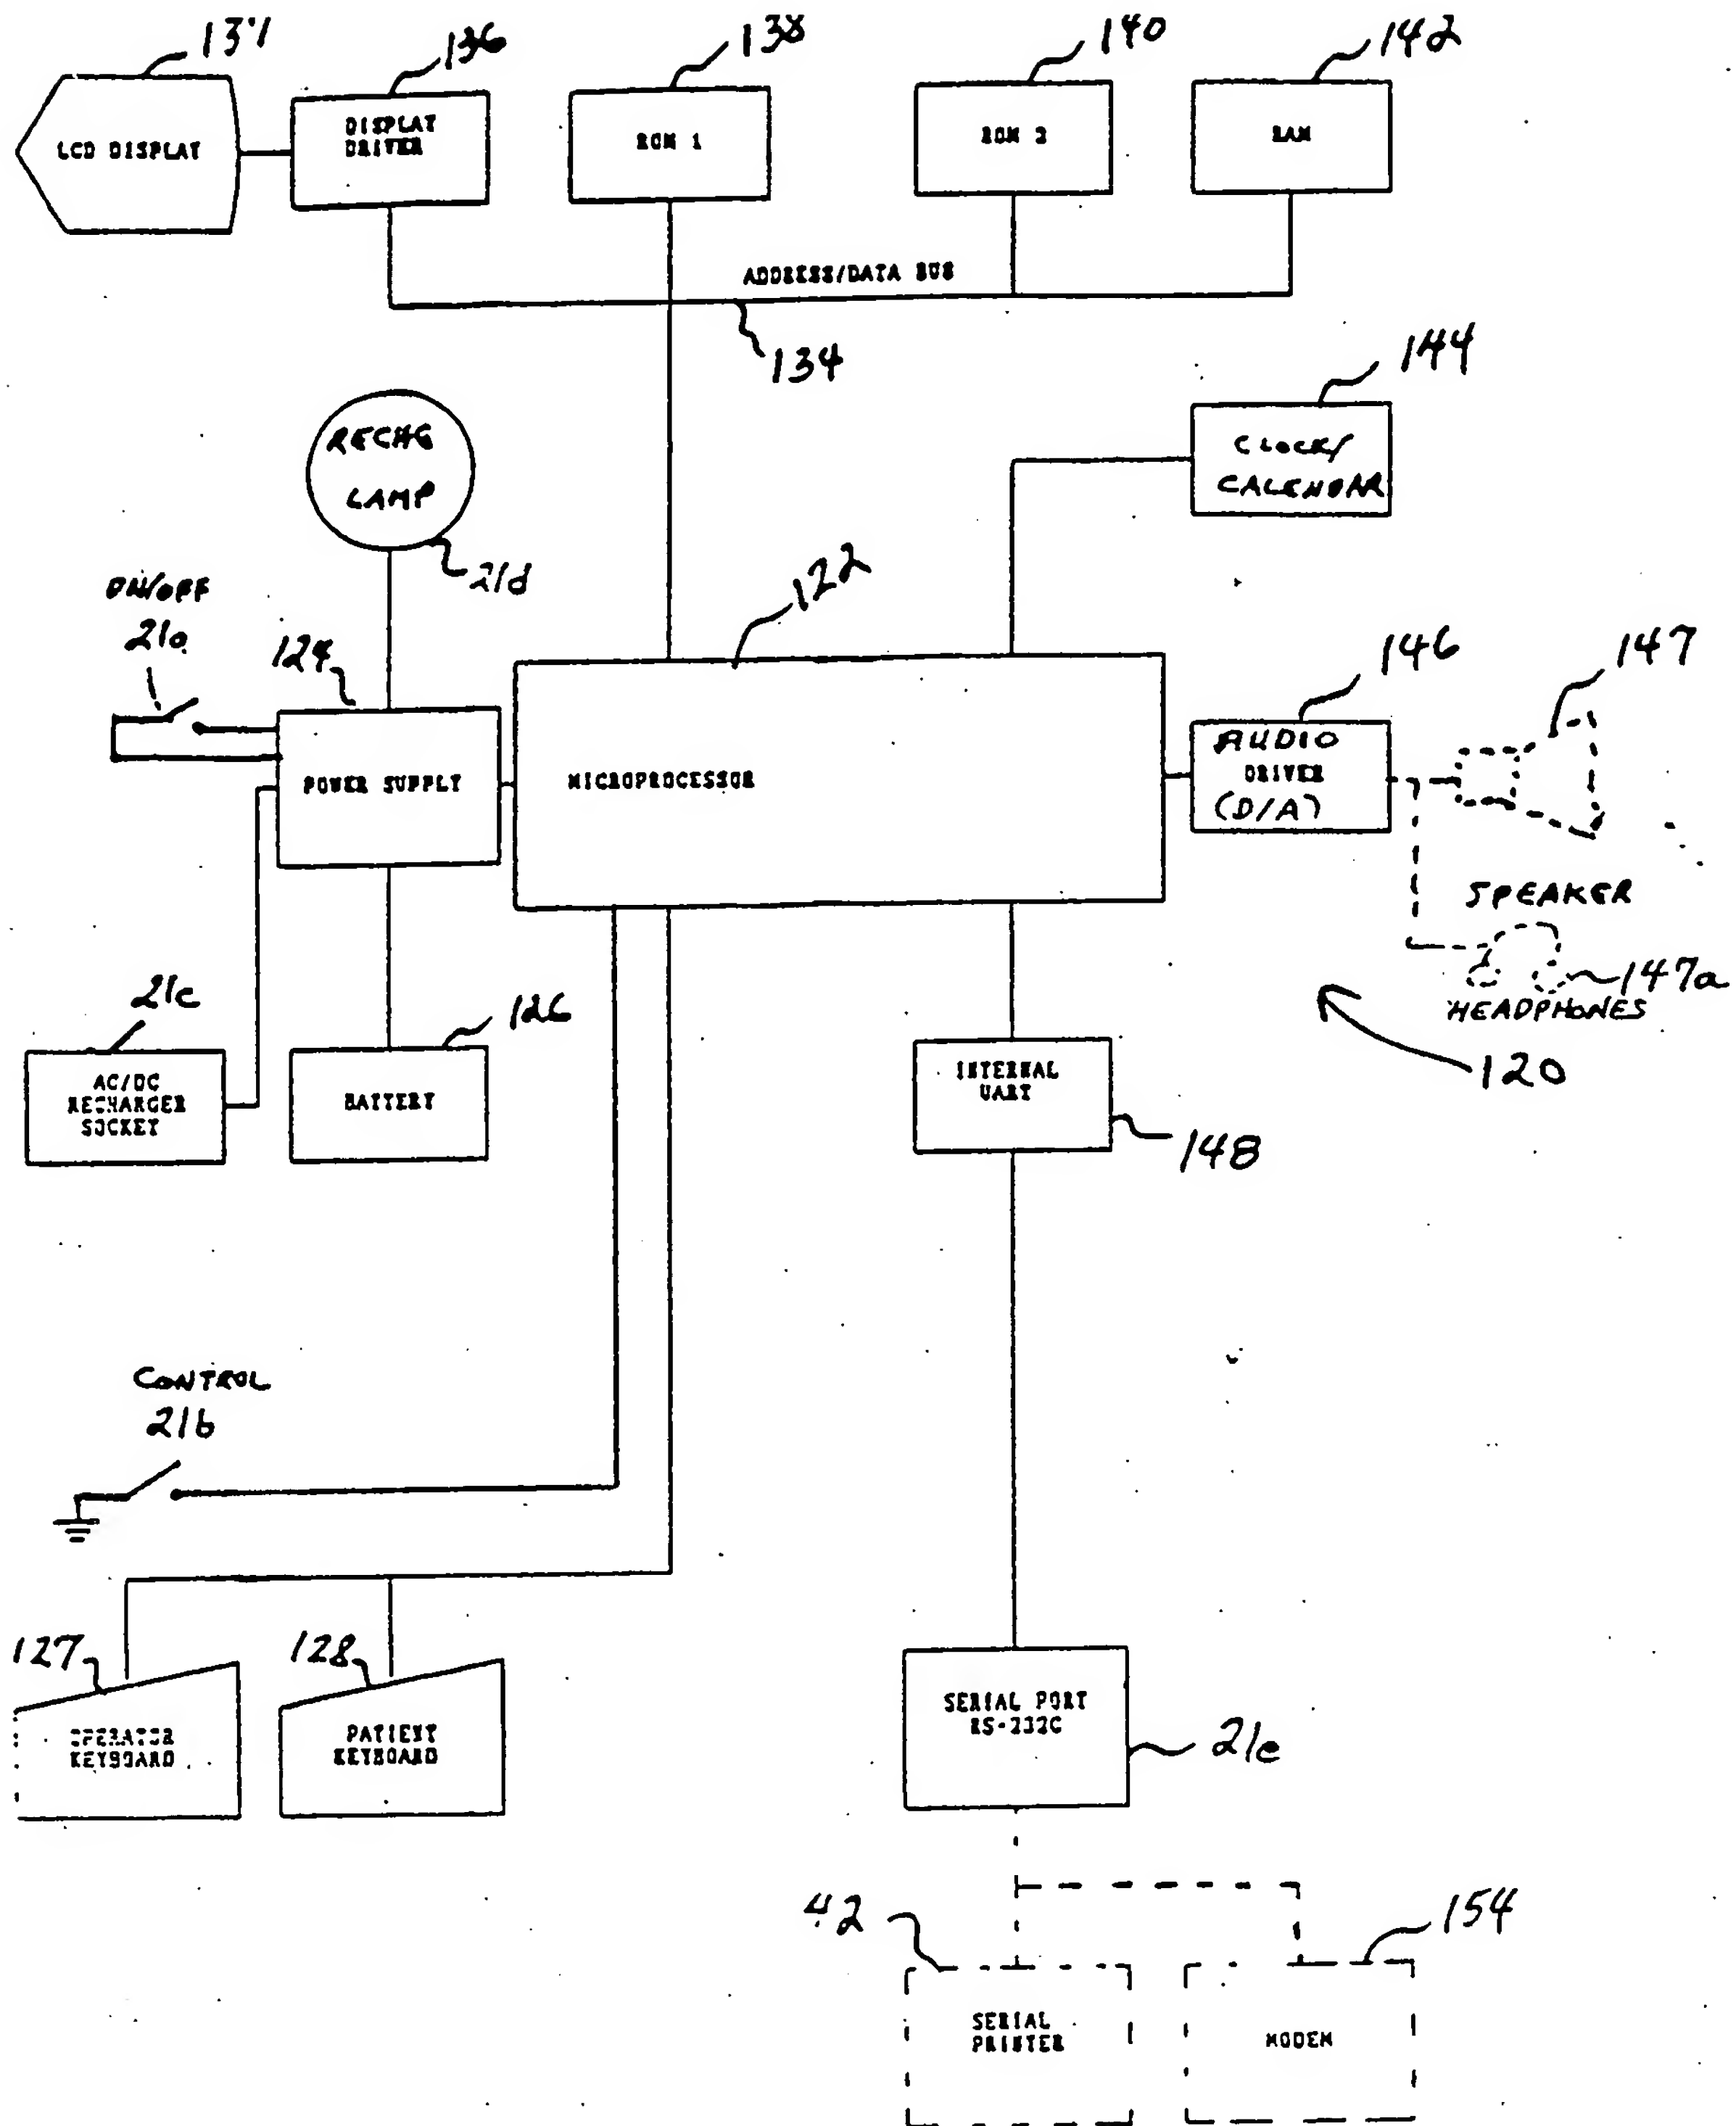 136
138
140
142
LCD DISPLAY
DISPLAY
DRIVER
ROM 1
ROM 2
RAM
ADDRESS/DATA BUS
134
144
CLOCK/
CALENDAR
RECHG
LAMP
21d
ON/OFF
21a
124
122
146
147
POWER SUPPLY
MICROPROCESSOR
AUDIO
DRIVER
(D/A)
SPEAKER
147a
HEADPHONES
120
21c
126
AC/DC
RECHARGER
SOCKET
BATTERY
INTERNAL
UART
148
CONTROL
21b
127
128
OPERATOR
KEYBOARD
PATIENT
KEYBOARD
SERIAL PORT
RS-232C
21e
42
154
SERIAL
PRINTER
MODEM